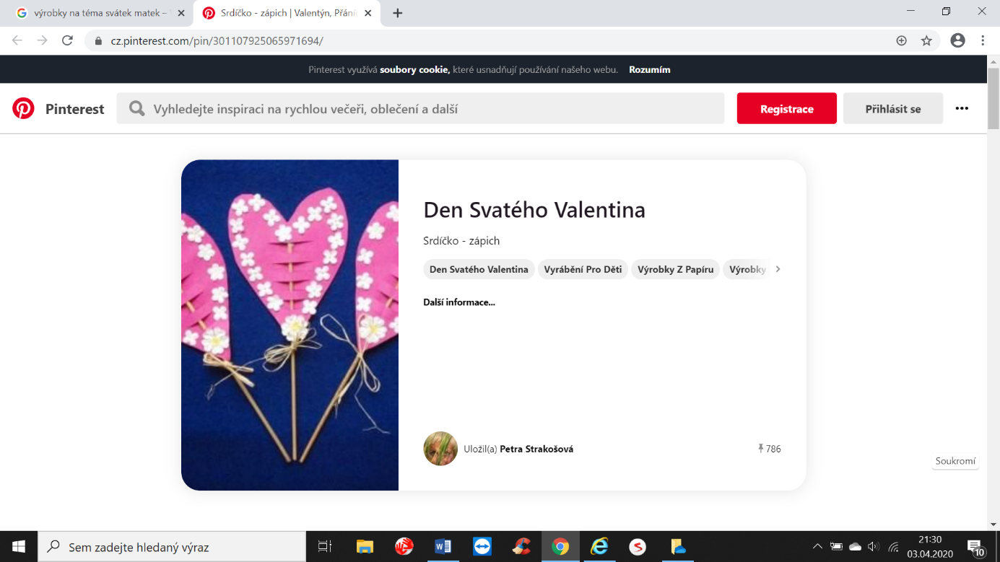 výrobky na téma svátek matek –
Srdíčko - zápich | Valentýn, Přání
cz.pinterest.com/pin/301107925065971694/
Pinterest využívá soubory cookie, které usnadňují používání našeho webu. Rozumím
Pinterest
Vyhledejte inspiraci na rychlou večeři, oblečení a další
Registrace
Přihlásit se
Den Svatého Valentina
Srdíčko - zápich
Den Svatého Valentina
Vyrábění Pro Děti
Výrobky Z Papíru
Výrobky
Další informace...
Uložil(a) Petra Strakošová
786
Soukromí
Sem zadejte hledaný výraz
21:30
03.04.2020
10